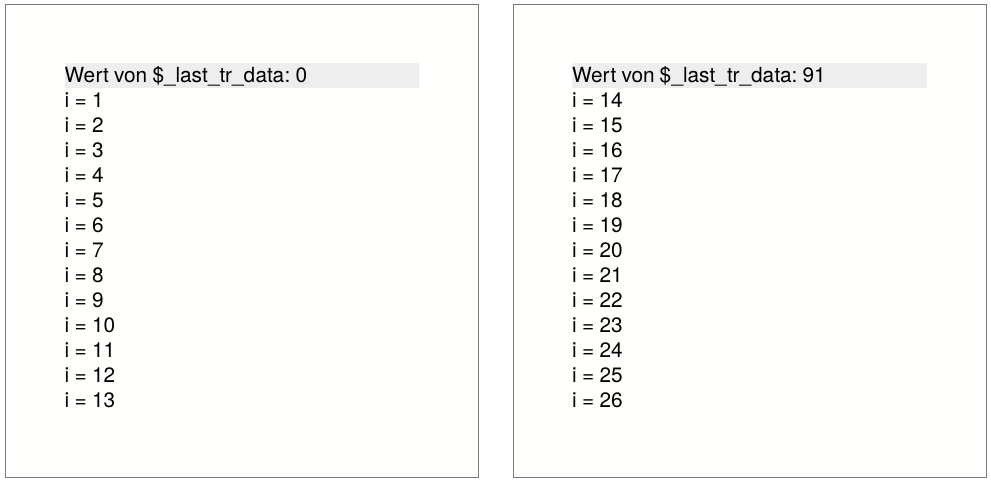 Wert von $_last_tr_data: 0
i = 1
i = 2
i = 3
i = 4
i = 5
i = 6
i = 7
i = 8
i = 9
i = 10
i = 11
i = 12
i = 13
Wert von $_last_tr_data: 91
i = 14
i = 15
i = 16
i = 17
i = 18
i = 19
i = 20
i = 21
i = 22
i = 23
i = 24
i = 25
i = 26